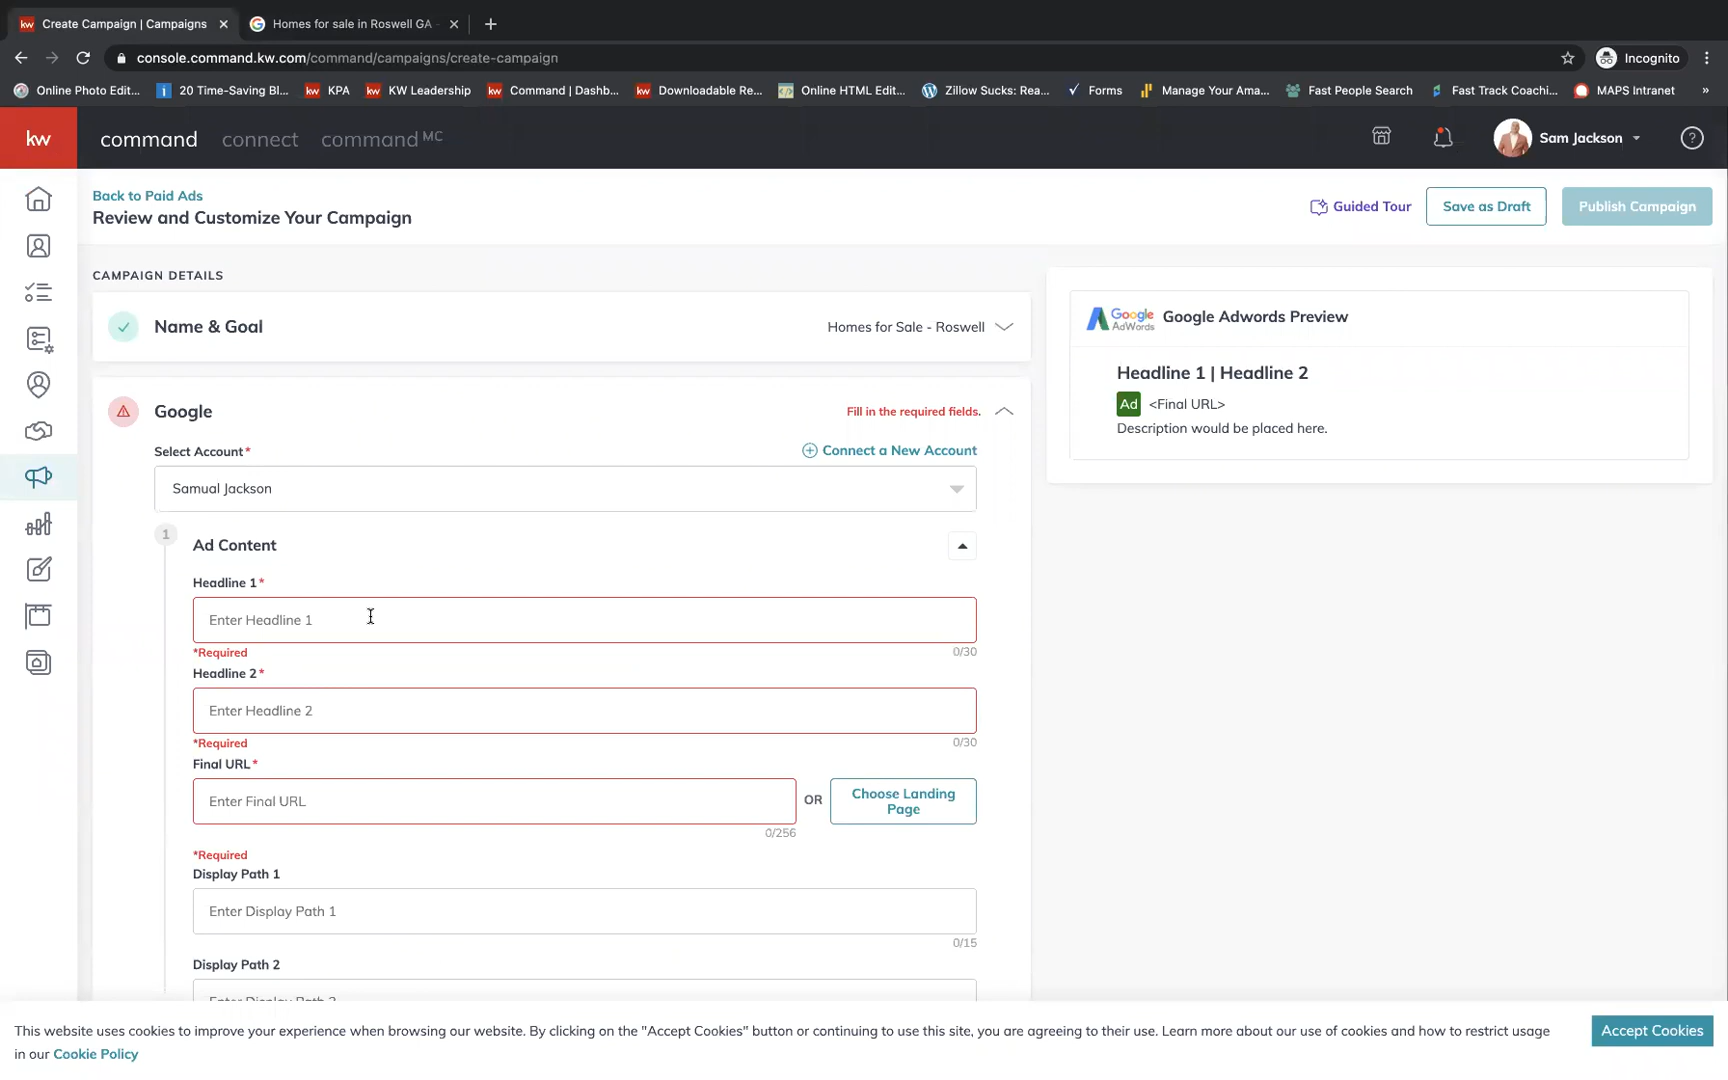 kw Create Campaign | Campaigns
Homes for sale in Roswell GA -
console.command.kw.com/command/campaigns/create-campaign
Incognito
Online Photo Edit...
20 Time-Saving Bl...
kw KPA
kw KW Leadership
kw Command | Dashb...
kw Downloadable Re...
Online HTML Edit...
Zillow Sucks: Rea...
Forms
Manage Your Ama...
Fast People Search
Fast Track Coachi...
MAPS Intranet
»
kw
command
connect
command MC
Sam Jackson
?
Back to Paid Ads
Review and Customize Your Campaign
Guided Tour
Save as Draft
Publish Campaign
CAMPAIGN DETAILS
Name & Goal
Homes for Sale - Roswell
Google
Fill in the required fields.
Select Account*
Connect a New Account
Samual Jackson
1
Ad Content
Headline 1*
Enter Headline 1
*Required
0/30
Headline 2*
Enter Headline 2
*Required
0/30
Final URL*
Enter Final URL
OR
Choose Landing
Page
0/256
*Required
Display Path 1
Enter Display Path 1
0/15
Display Path 2
Enter Display Path 2
Google
AdWords
Google Adwords Preview
Headline 1 | Headline 2
Ad <Final URL>
Description would be placed here.
This website uses cookies to improve your experience when browsing our website. By clicking on the "Accept Cookies" button or continuing to use this site, you are agreeing to their use. Learn more about our use of cookies and how to restrict usage
in our Cookie Policy
Accept Cookies